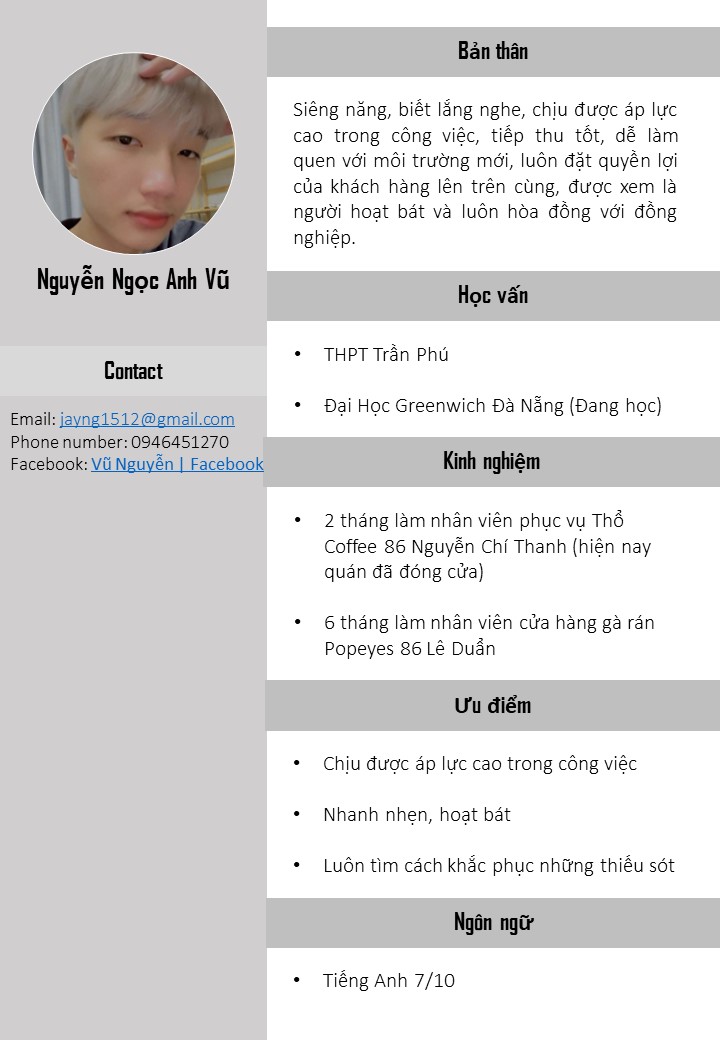 Nguyễn Ngọc Anh Vũ
Contact
Email: jayng1512@gmail.com
Phone number: 0946451270
Facebook: Vũ Nguyễn | Facebook
Bản thân
Siêng năng, biết lắng nghe, chịu được áp lực
cao trong công việc, tiếp thu tốt, dễ làm
quen với môi trường mới, luôn đặt quyền lợi
của khách hàng lên trên cùng, được xem là
người hoạt bát và luôn hòa đồng với đồng
nghiệp.
Học vấn
• THPT Trần Phú
• Đại Học Greenwich Đà Nẵng (Đang học)
Kinh nghiệm
• 2 tháng làm nhân viên phục vụ Thổ
Coffee 86 Nguyễn Chí Thanh (hiện nay
quán đã đóng cửa)
• 6 tháng làm nhân viên cửa hàng gà rán
Popeyes 86 Lê Duẩn
Ưu điểm
• Chịu được áp lực cao trong công việc
• Nhanh nhẹn, hoạt bát
• Luôn tìm cách khắc phục những thiếu sót
Ngôn ngữ
• Tiếng Anh 7/10